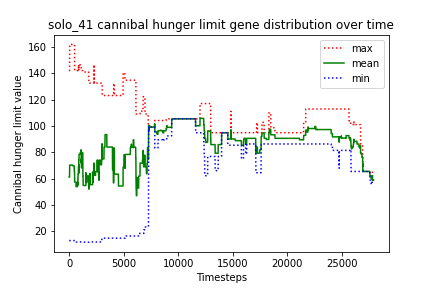 solo_41 cannibal hunger limit gene distribution over time
Cannibal hunger limit value
160
140
120
100
80
60
40
20
max
mean
min
0
5000
10000
15000
20000
25000
Timesteps